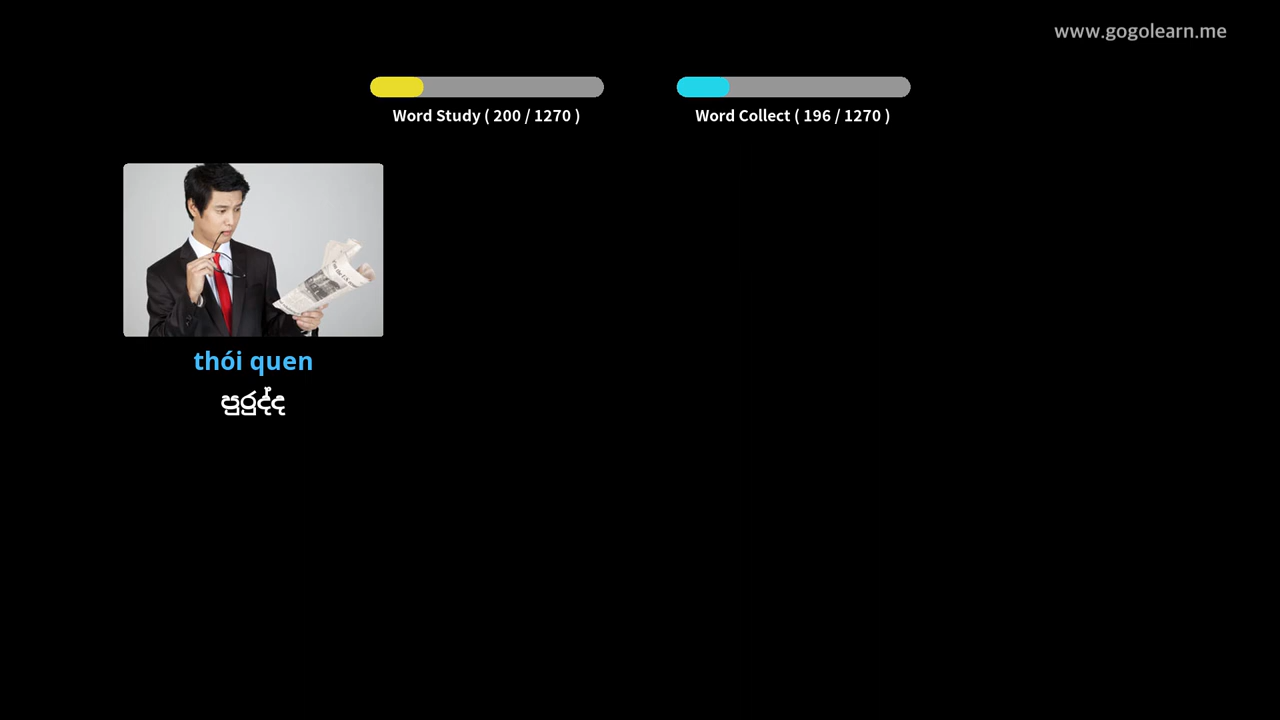 www.gogolearn.me
Word Study ( 200 / 1270 )
Word Collect ( 196 / 1270 )
thói quen
පුරුද්ද